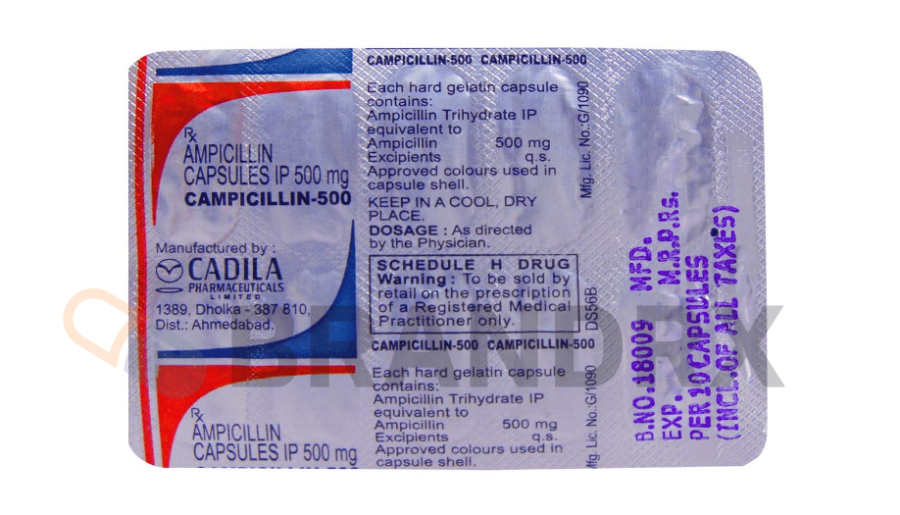 CAMPICILLIN-500 CAMPICILLIN-500
Rx
AMPICILLIN
CAPSULES IP 500 mg
CAMPICILLIN-500
Manufactured by :
CADILA
PHARMACEUTICALS
LIMITED
1389, Dholka - 387 810,
Dist.: Ahmedabad.
Each hard gelatin capsule
contains:
Ampicillin Trihydrate IP
equivalent to
Ampicillin 500 mg
Excipients q.s.
Approved colours used in
capsule shell.
KEEP IN A COOL, DRY
PLACE.
DOSAGE : As directed
by the Physician.
SCHEDULE H DRUG
Warning : To be sold by
retail on the prescription
of a Registered Medical
Practitioner only.
Mfg. Lic. No.:G/1090
DS56B
CAMPICILLIN-500 CAMPICILLIN-500
Rx
AMPICILLIN
CAPSULES IP 500 mg
CAMPICILLIN-500
Each hard gelatin capsule
contains:
Ampicillin Trihydrate IP
equivalent to
Ampicillin 500 mg
Excipients q.s.
Approved colours used in
capsule shell.
Mfg. Lic. No.:G/1090
B.NO.18009 MFD.
EXP. M.R.P.Rs.
PER 10 CAPSULES
(INCL.OF ALL TAXES)
BRANDRX